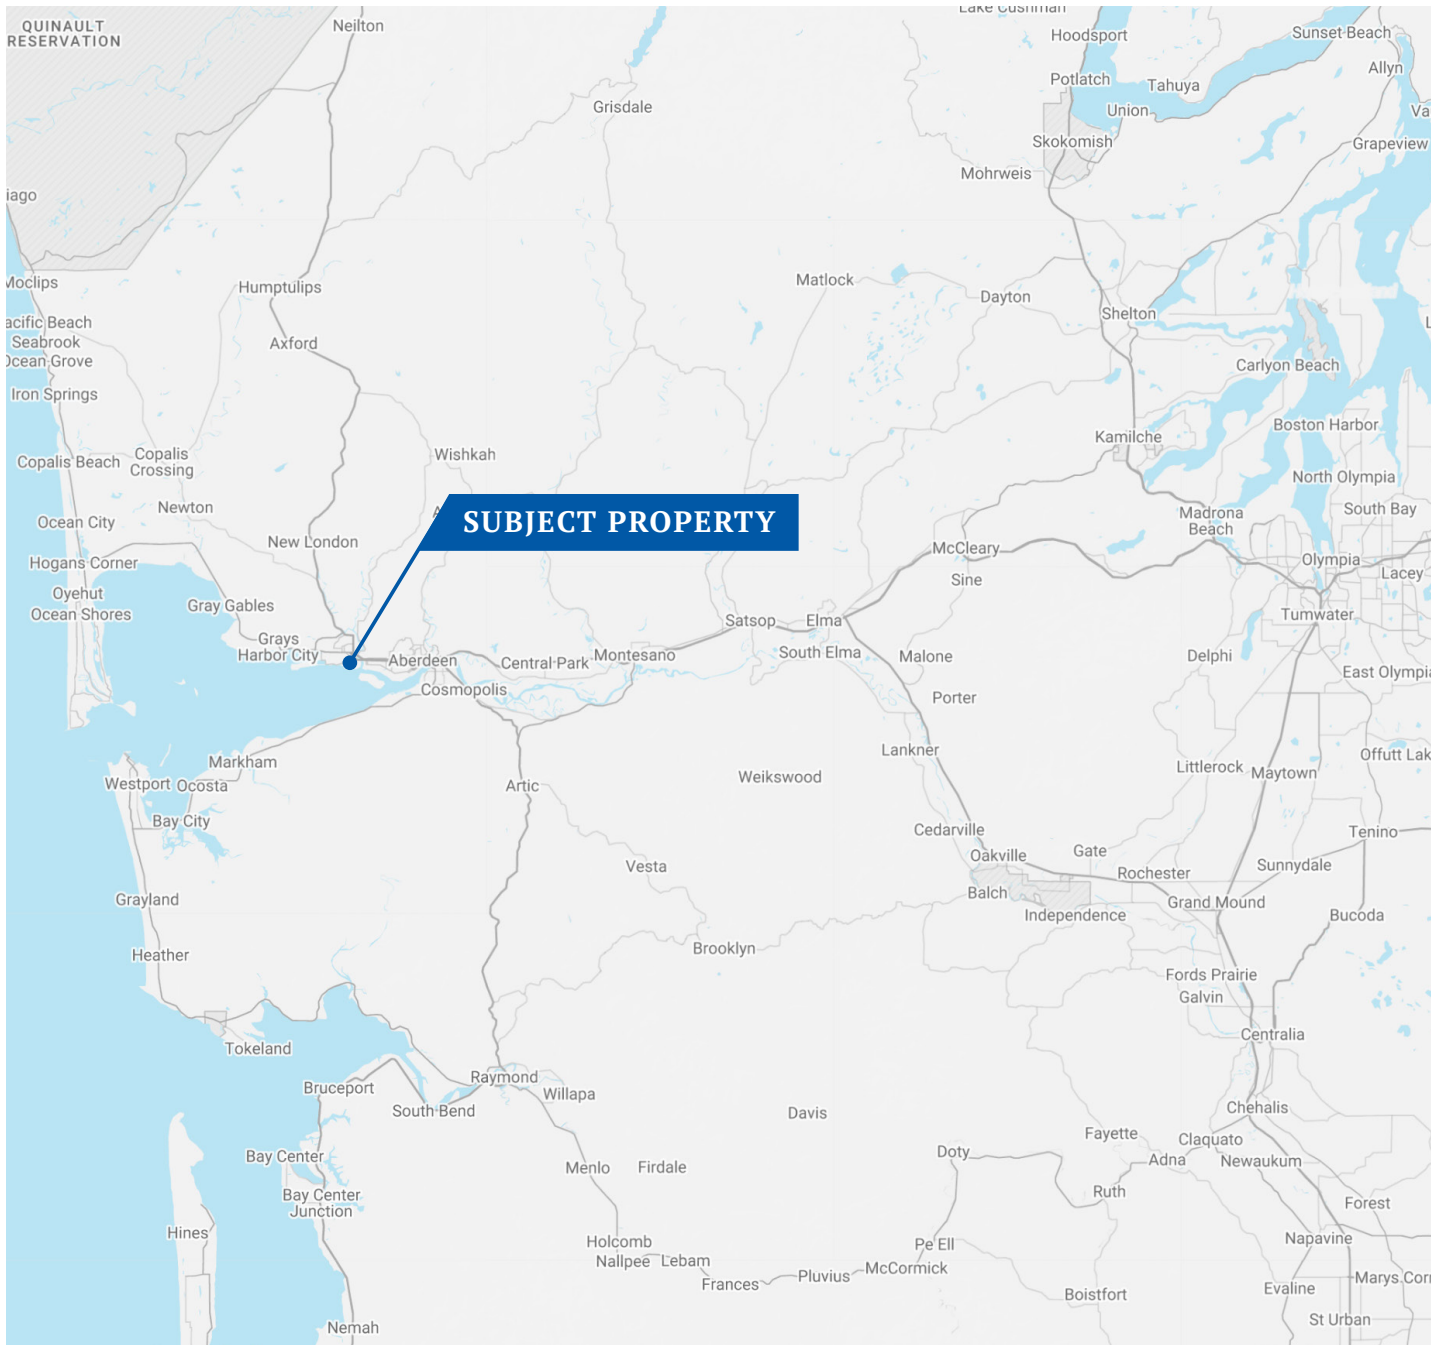 QUINAULT
RESERVATION
Neilton
Lake Cushman
Hoodsport
Sunset Beach
Allyn
Potlatch
Tahuya
Union
Va
Grisdale
Skokomish
Grapeview
Mohrweis
iago
Moclips
Humptulips
Matlock
Dayton
Shelton
acific Beach
Seabrook
Ocean Grove
Axford
Carlyon Beach
Iron Springs
Boston Harbor
Kamilche
Copalis Beach
Copalis
Crossing
Wishkah
North Olympia
Newton
South Bay
Ocean City
SUBJECT PROPERTY
Madrona
Beach
New London
McCleary
Hogans Corner
Olympia
Lacey
Sine
Oyehut
Ocean Shores
Gray Gables
Satsop
Elma
Tumwater
Grays
Harbor City
Aberdeen
Central Park
Montesano
South Elma
Malone
Delphi
East Olympia
Cosmopolis
Porter
Lankner
Markham
Offutt Lak
Westport
Ocosta
Artic
Weikswood
Littlerock
Maytown
Bay City
Cedarville
Tenino
Oakville
Gate
Vesta
Rochester
Sunnydale
Grayland
Balch
Independence
Grand Mound
Bucoda
Heather
Brooklyn
Fords Prairie
Galvin
Tokeland
Centralia
Bruceport
Raymond
Willapa
South Bend
Davis
Chehalis
Fayette
Claquato
Bay Center
Menlo
Firdale
Doty
Adna
Newaukum
Bay Center
Junction
Ruth
Forest
Hines
Holcomb
Nallpee
Lebam
Pe Ell
Napavine
Frances
Pluvius
McCormick
Marys Corn
Boistfort
Evaline
Nemah
St Urban